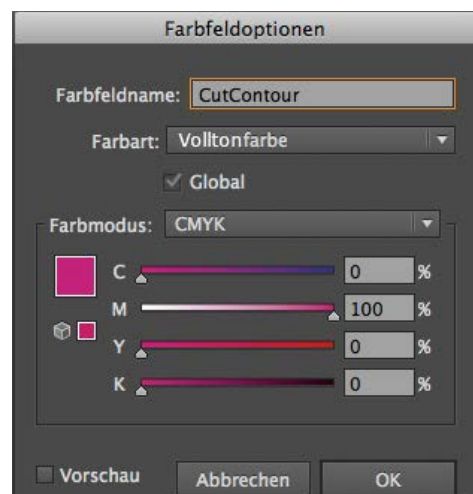 Farbfeldoptionen
Farbfeldname: CutContour
Farbart: Volltonfarbe
Global
Farbmodus: CMYK
C 0 %
M 100 %
Y 0 %
K 0 %
Vorschau Abbrechen OK